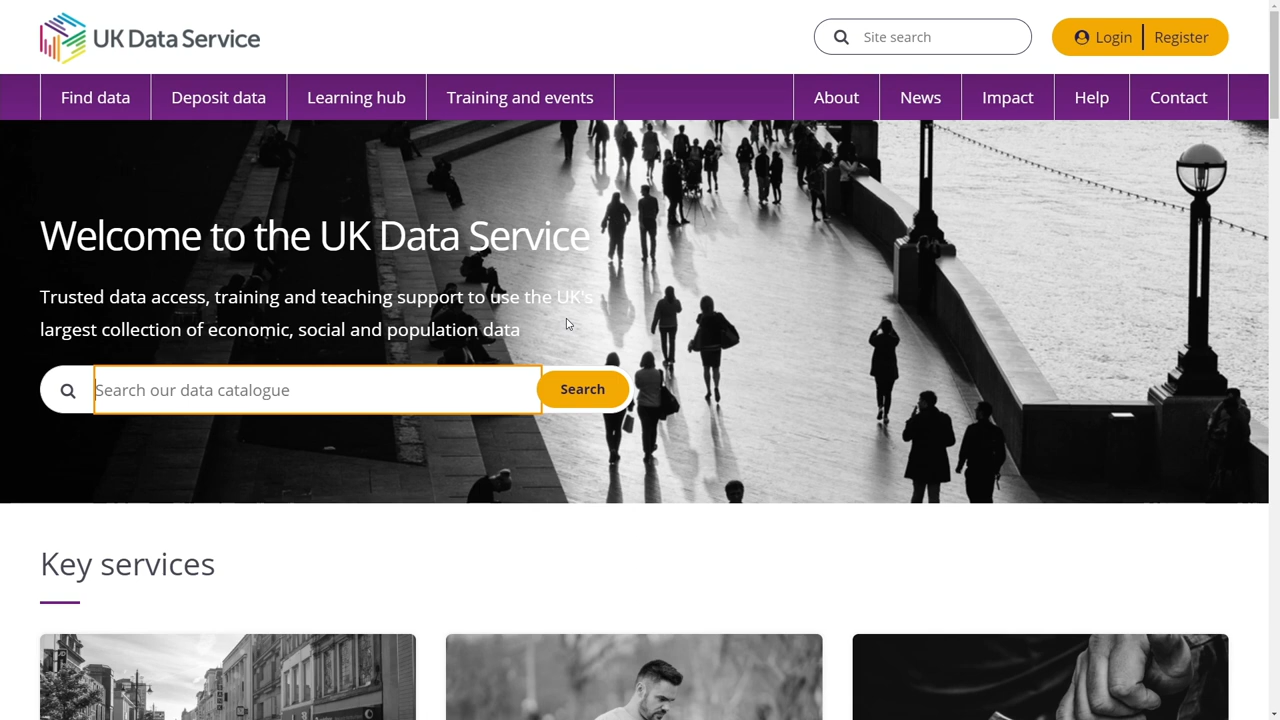 UK Data Service
Site search
Login
Register
Find data
Deposit data
Learning hub
Training and events
About
News
Impact
Help
Contact
Welcome to the UK Data Service
Trusted data access, training and teaching support to use the UK's
largest collection of economic, social and population data
Search our data catalogue
Search
Key services